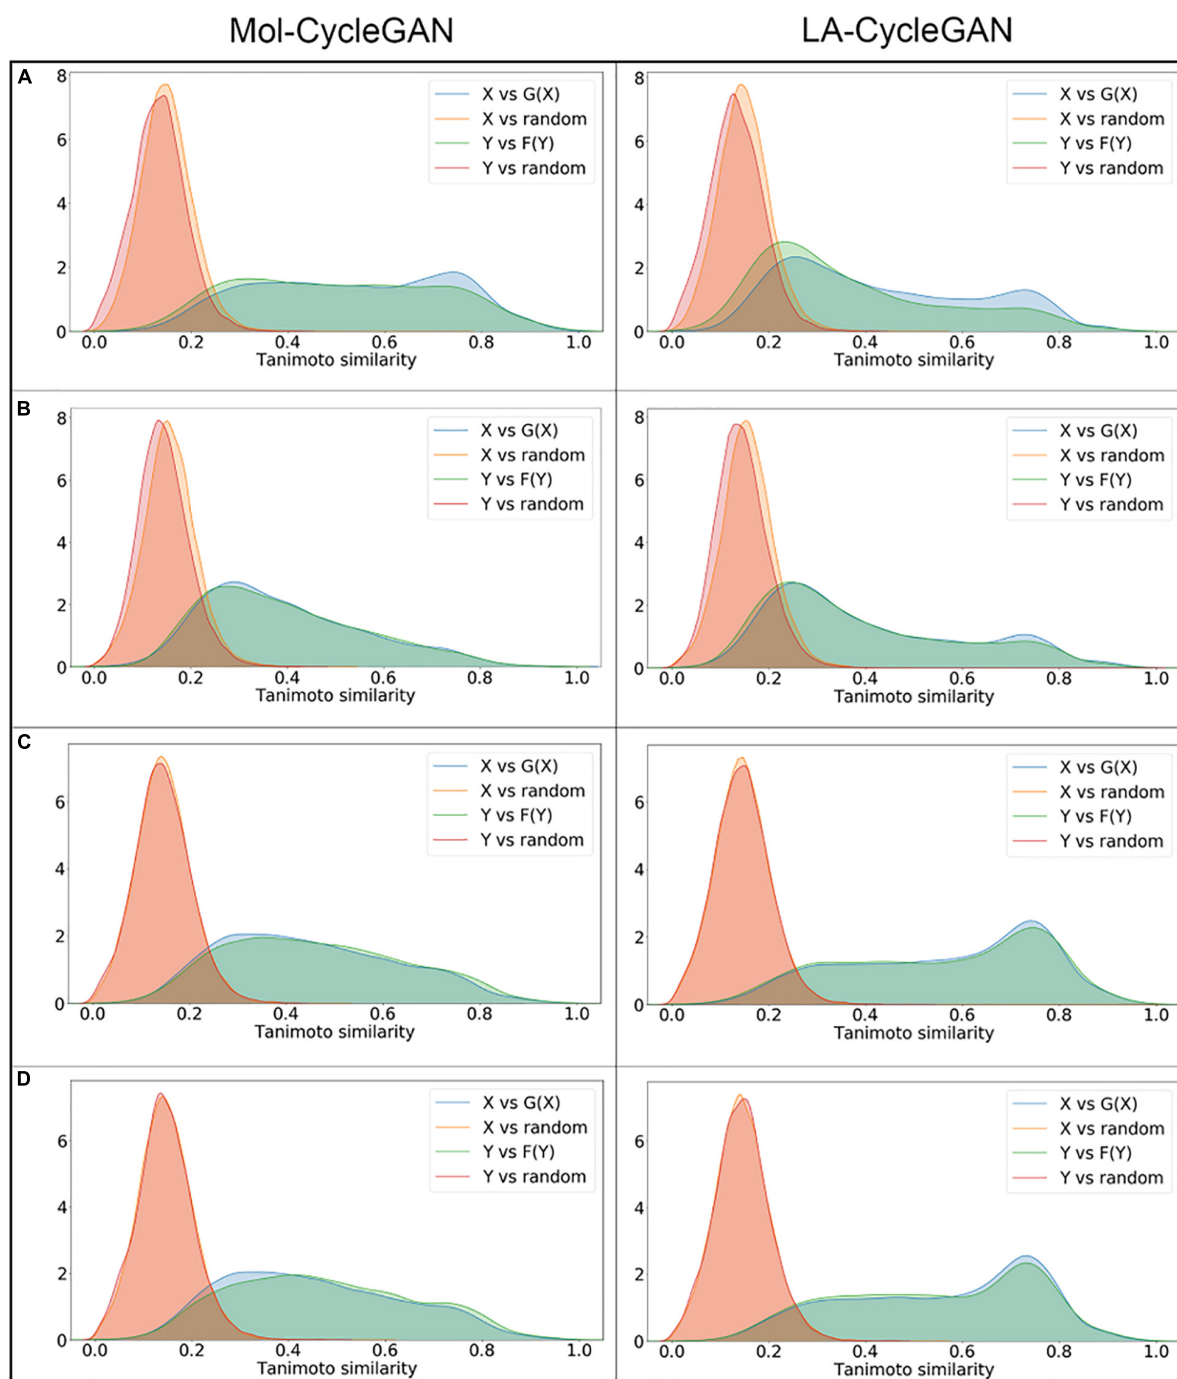 Mol-CycleGAN LA-CycleGAN
A
8
6
4
2
0
0.0 0.2 0.4 0.6 0.8 1.0
Tanimoto similarity
X vs G(X)
X vs random
Y vs F(Y)
Y vs random
8
6
4
2
0
0.0 0.2 0.4 0.6 0.8 1.0
Tanimoto similarity
X vs G(X)
X vs random
Y vs F(Y)
Y vs random
B
8
6
4
2
0
0.0 0.2 0.4 0.6 0.8 1.0
Tanimoto similarity
X vs G(X)
X vs random
Y vs F(Y)
Y vs random
8
6
4
2
0
0.0 0.2 0.4 0.6 0.8 1.0
Tanimoto similarity
X vs G(X)
X vs random
Y vs F(Y)
Y vs random
C
6
4
2
0
0.0 0.2 0.4 0.6 0.8 1.0
Tanimoto similarity
X vs G(X)
X vs random
Y vs F(Y)
Y vs random
6
4
2
0
0.0 0.2 0.4 0.6 0.8 1.0
Tanimoto similarity
X vs G(X)
X vs random
Y vs F(Y)
Y vs random
D
6
4
2
0
0.0 0.2 0.4 0.6 0.8 1.0
Tanimoto similarity
X vs G(X)
X vs random
Y vs F(Y)
Y vs random
6
4
2
0
0.0 0.2 0.4 0.6 0.8 1.0
Tanimoto similarity
X vs G(X)
X vs random
Y vs F(Y)
Y vs random